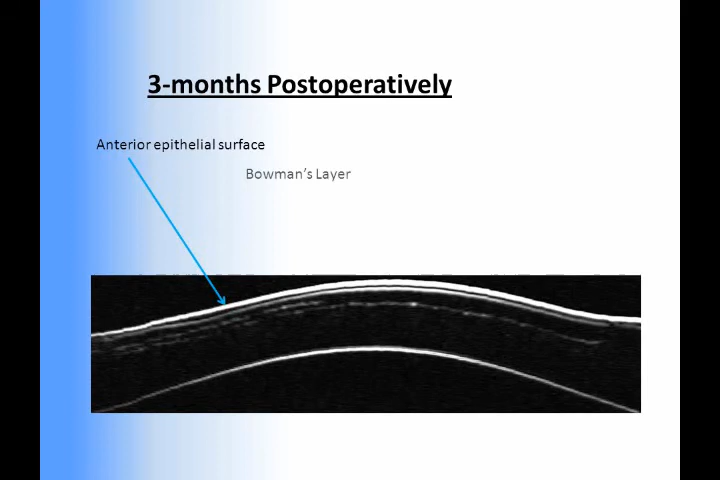 3-months Postoperatively
Anterior epithelial surface
Bowman's Layer